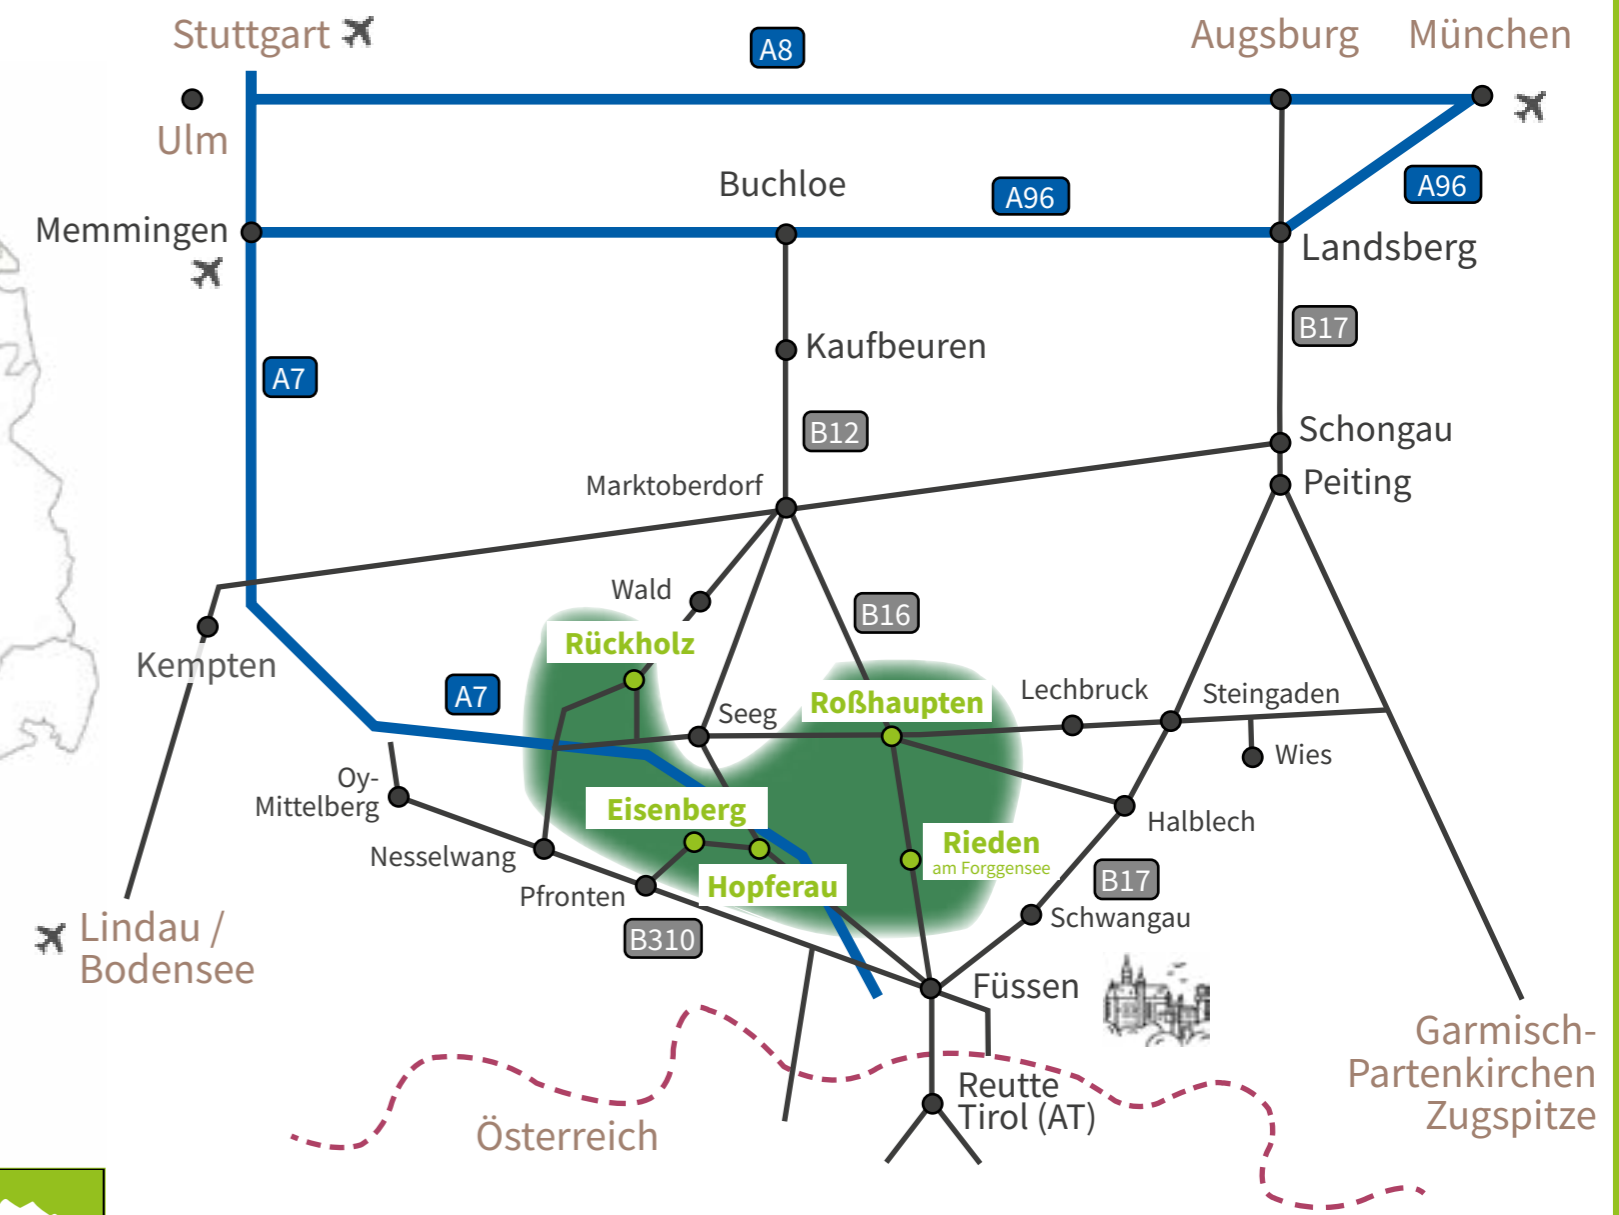 Stuttgart
A8
Augsburg
München
Ulm
Buchloe
A96
A96
Memmingen
Landsberg
B17
Kaufbeuren
A7
B12
Schongau
Marktoberdorf
Peiting
Wald
B16
Rückholz
Kempten
A7
Seeg
Roßhaupten
Lechbruck
Steingaden
Wies
Oy-
Mittelberg
Eisenberg
Halblech
Nesselwang
Rieden
am Forggensee
Pfronten
Hopferau
B17
Schwangau
B310
Lindau /
Bodensee
Füssen
Garmisch-
Partenkirchen
Zugspitze
Reutte
Tirol (AT)
Österreich